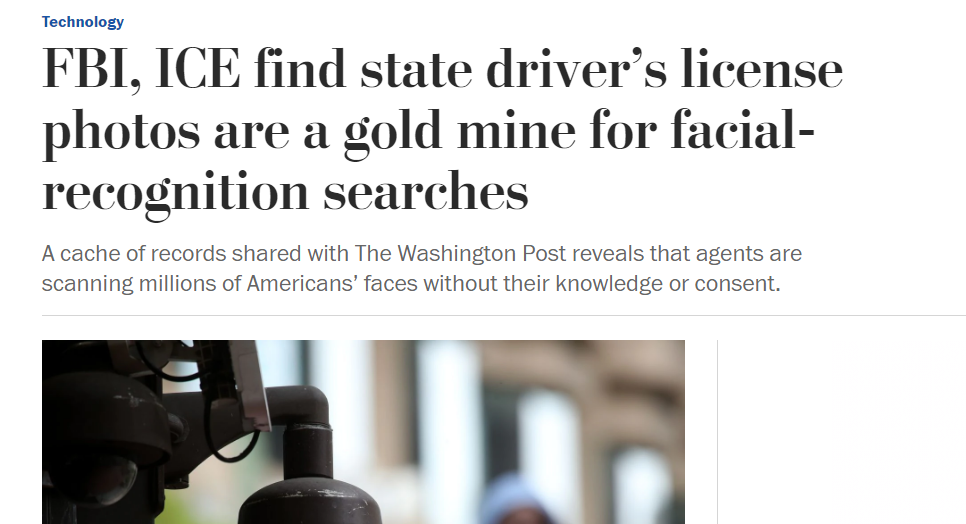 Technology
FBI, ICE find state driver’s license
photos are a gold mine for facial-
recognition searches
A cache of records shared with The Washington Post reveals that agents are
scanning millions of Americans’ faces without their knowledge or consent.